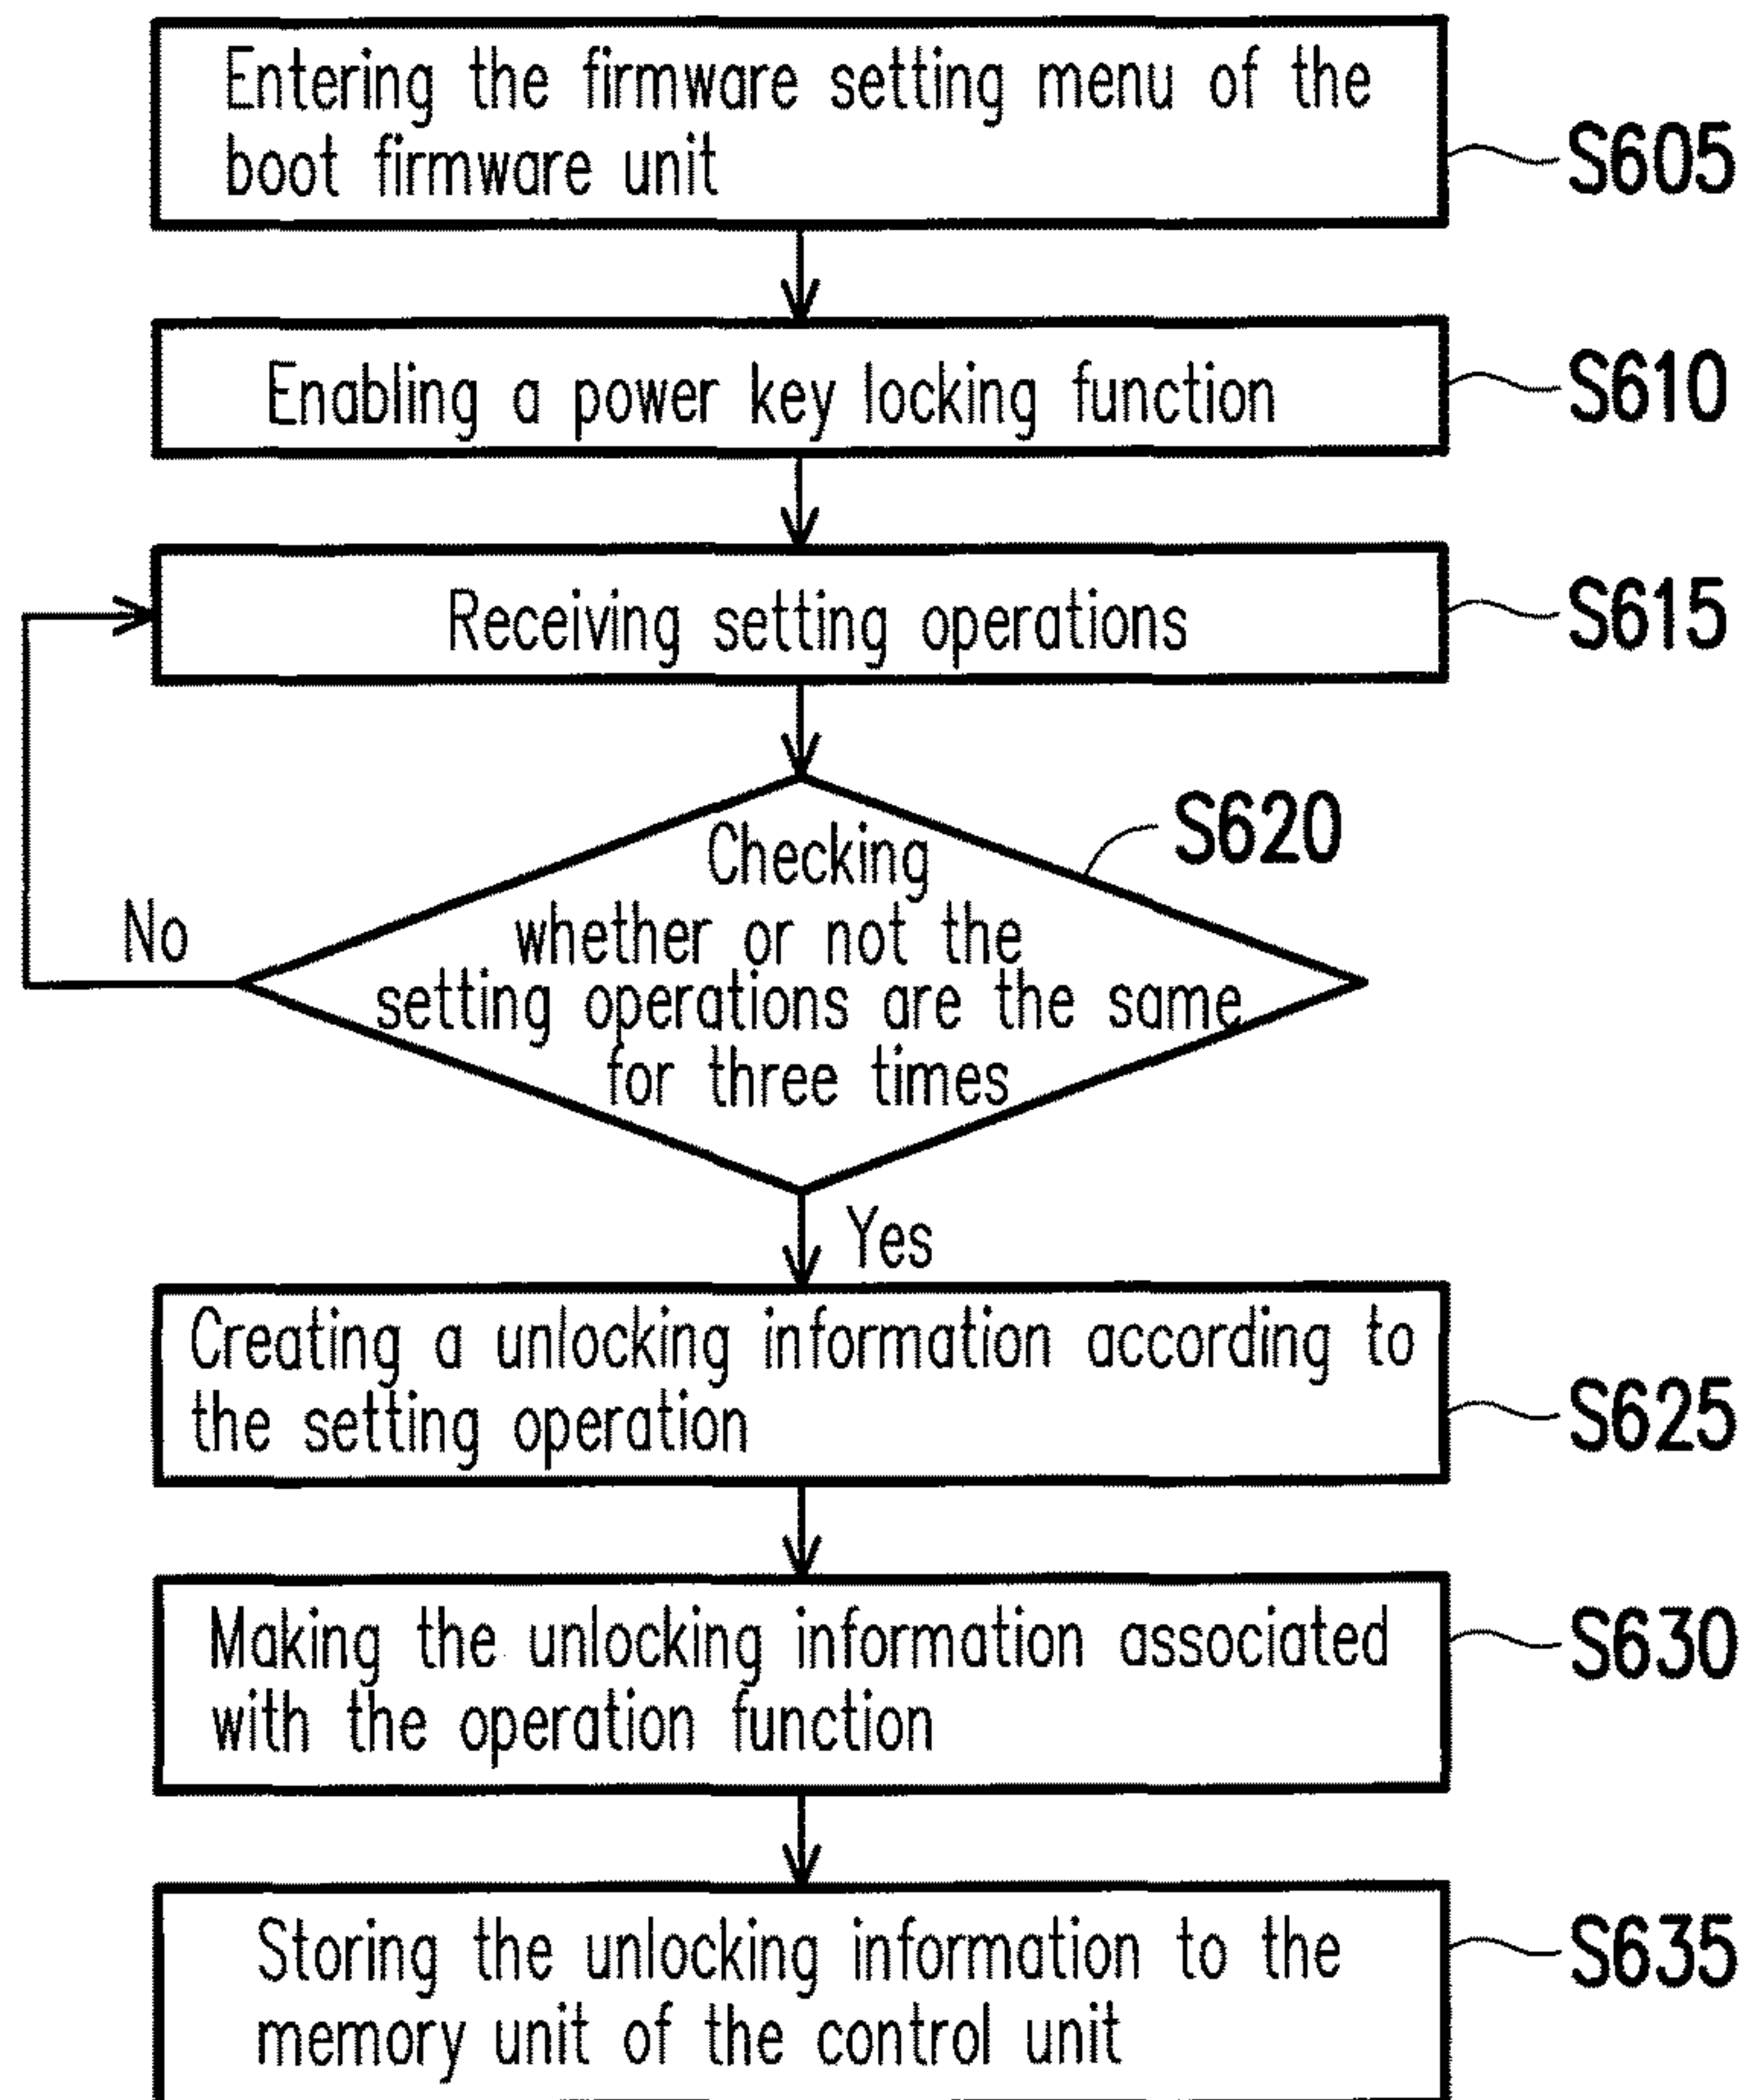 Entering the firmware setting menu of the
boot firmware unit
S605
Enabling a power key locking function
S610
Receiving setting operations
S615
S620
Checking
whether or not the
setting operations are the same
for three times
No
Yes
Creating a unlocking information according to
the setting operation
S625
Making the unlocking information associated
with the operation function
S630
Storing the unlocking information to the
memory unit of the control unit
S635